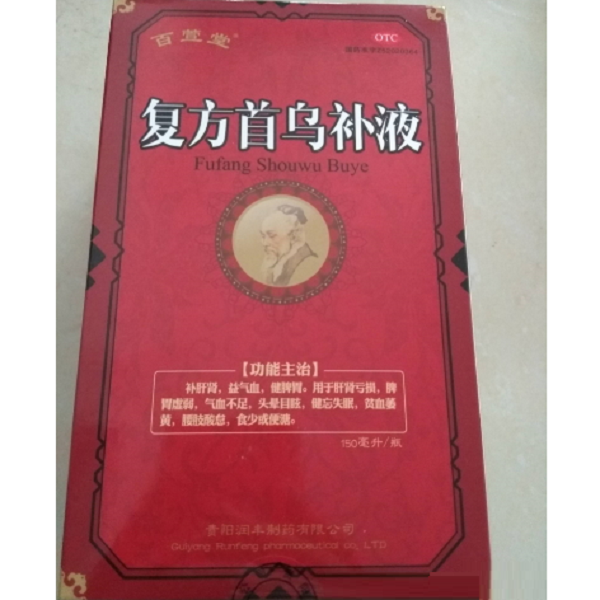 百萱堂
OTC
复方首乌补液
Fufang Shouwu Buye
【功能主治】
补肝肾，益气血，健脾胃。用于肝肾亏损，脾
胃虚弱，气血不足，头晕目眩，健忘失眠，贫血萎
黄，腰肢酸怠，食少或便溏。
150毫升/瓶
贵阳润丰制药有限公司
Guiyang Runfeng pharmaceutical co, LTD